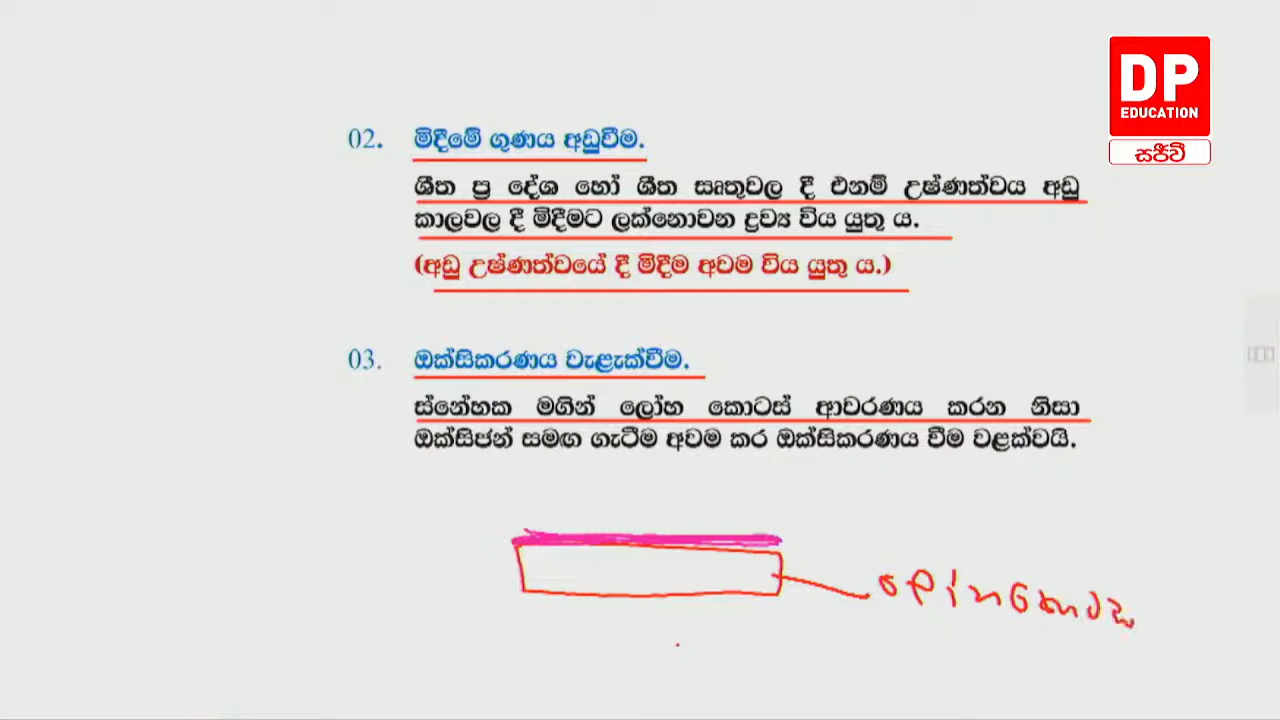 DP
EDUCATION
සජීවී
02. මිදීමේ ගුණය අඩුවීම.
ශීත ප්‍ර දේශ හෝ ශීත සෘතුවල දී එනම් උෂ්ණත්වය අඩු
කාලවල දී මිදීමට ලක්නොවන ද්‍රව්‍ය විය යුතු ය.
(අඩු උෂ්ණත්වයේ දී මිදීම අවම විය යුතු ය.)
03. ඔක්සිකරණය වැළැක්වීම.
ස්නේහක මගින් ලෝහ කොටස් ආවරණය කරන නිසා
ඔක්සිජන් සමඟ ගැටීම අවම කර ඔක්සිකරණය වීම වළක්වයි.